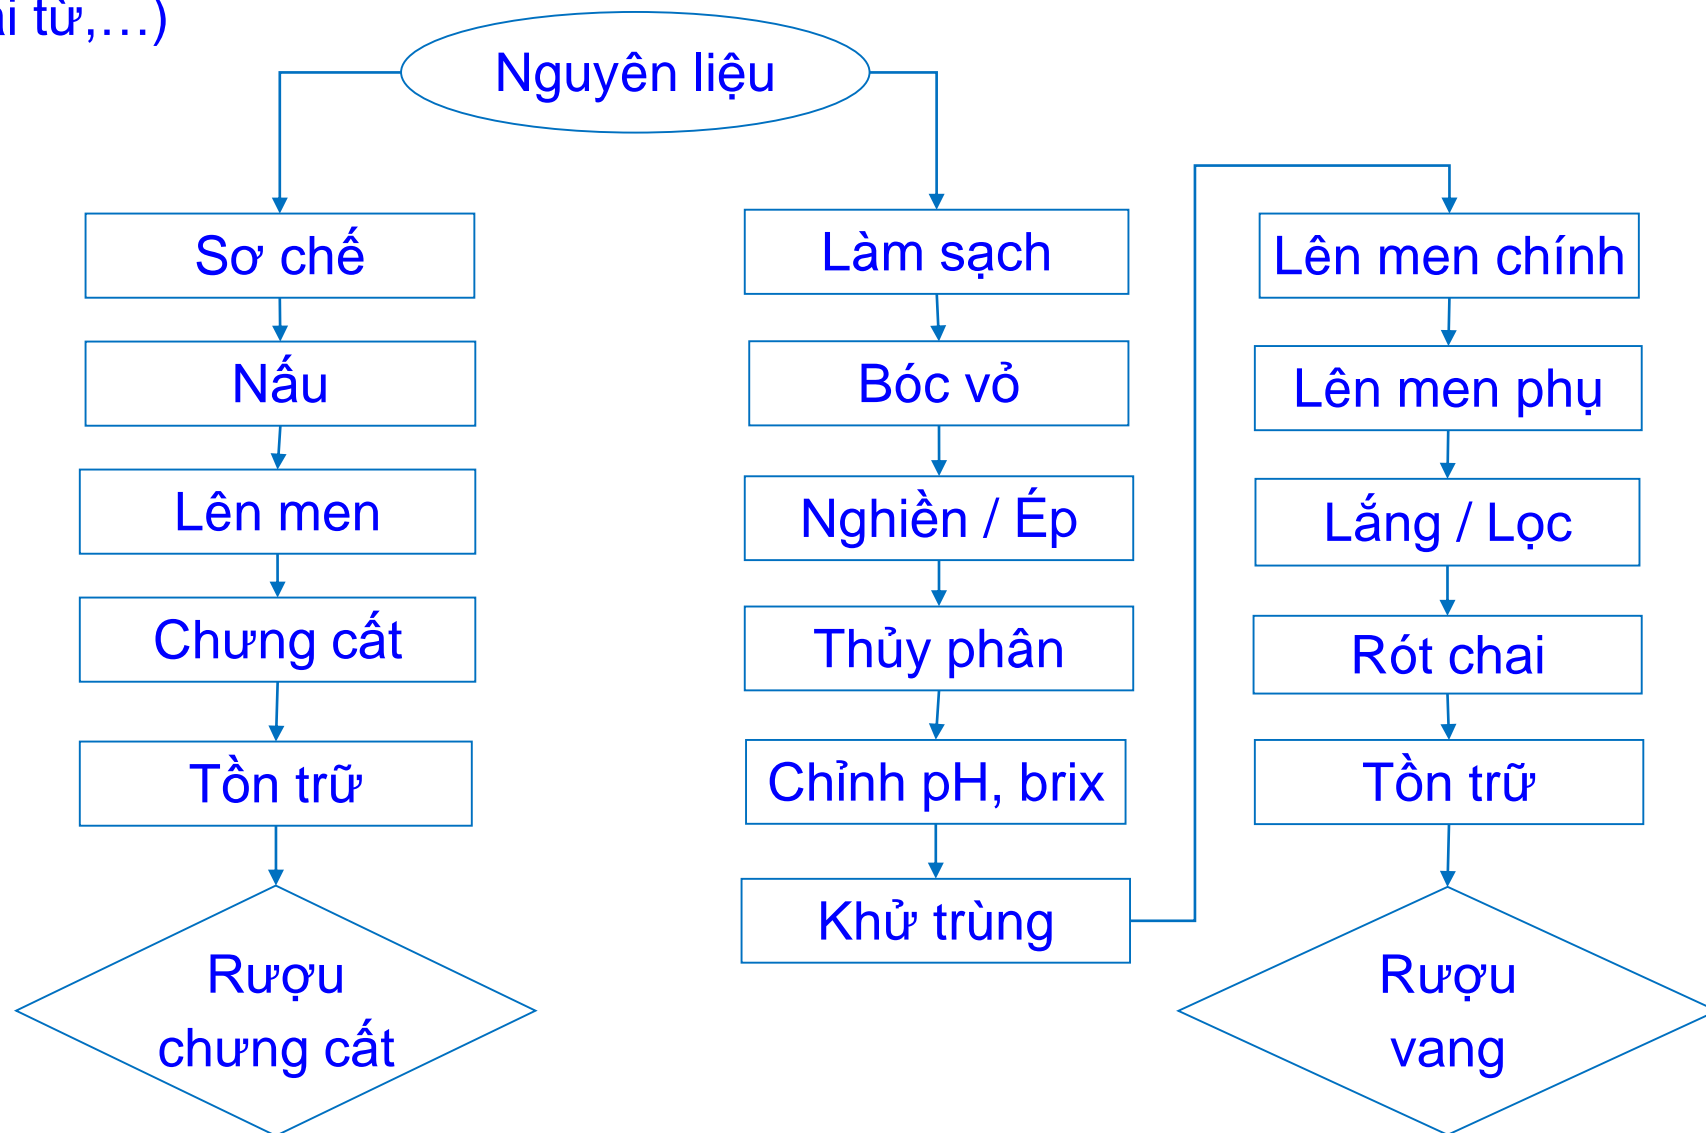 từ,…)
Nguyên liệu
Sơ chế
Nấu
Lên men
Chưng cất
Tồn trữ
Rượu
chưng cất
Làm sạch
Bóc vỏ
Nghiền / Ép
Thủy phân
Chỉnh pH, brix
Khử trùng
Lên men chính
Lên men phụ
Lắng / Lọc
Rót chai
Tồn trữ
Rượu
vang